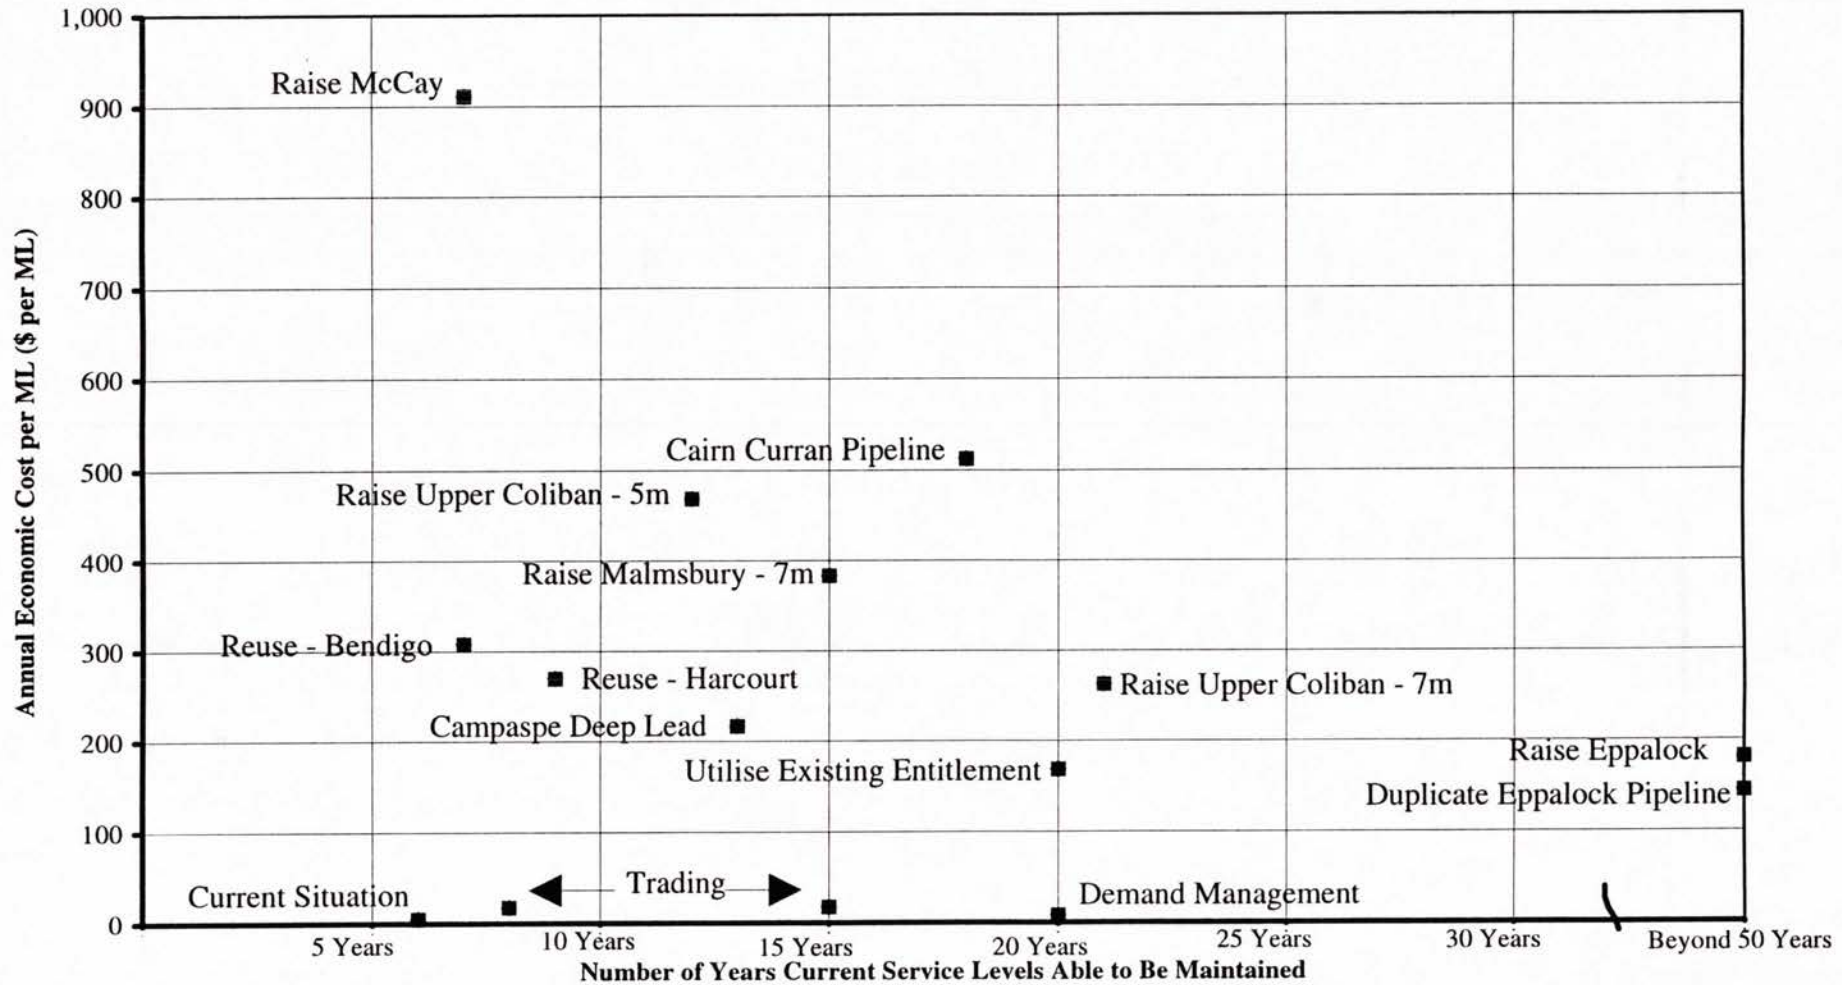 1,000
Raise McCay
900
800
700
600
Cairn Curran Pipeline
500
Raise Upper Coliban - 5m
400
Raise Malmsbury - 7m
Reuse - Bendigo
300
Reuse - Harcourt
Raise Upper Coliban - 7m
Campaspe Deep Lead
200
Raise Eppalock
Utilise Existing Entitlement
Duplicate Eppalock Pipeline
100
Trading
Current Situation
Demand Management
0
5 Years 10 Years 15 Years 20 Years 25 Years 30 Years Beyond 50 Years
Number of Years Current Service Levels Able to Be Maintained
Annual Economic Cost per ML ($ per ML)